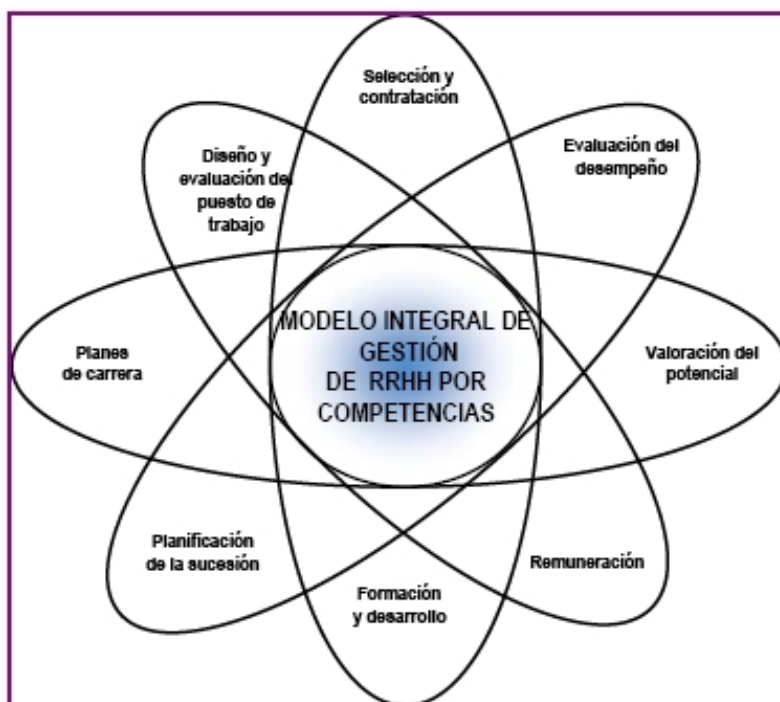 Selección y
contratación
Diseño y
evaluación del
puesto de
trabajo
Evaluación del
desempeño
MODELO INTEGRAL DE
GESTIÓN
DE RRHH POR
COMPETENCIAS
Planes
de carrera
Valoración del
potencial
Planificación
de la sucesión
Formación
y desarrollo
Remuneración